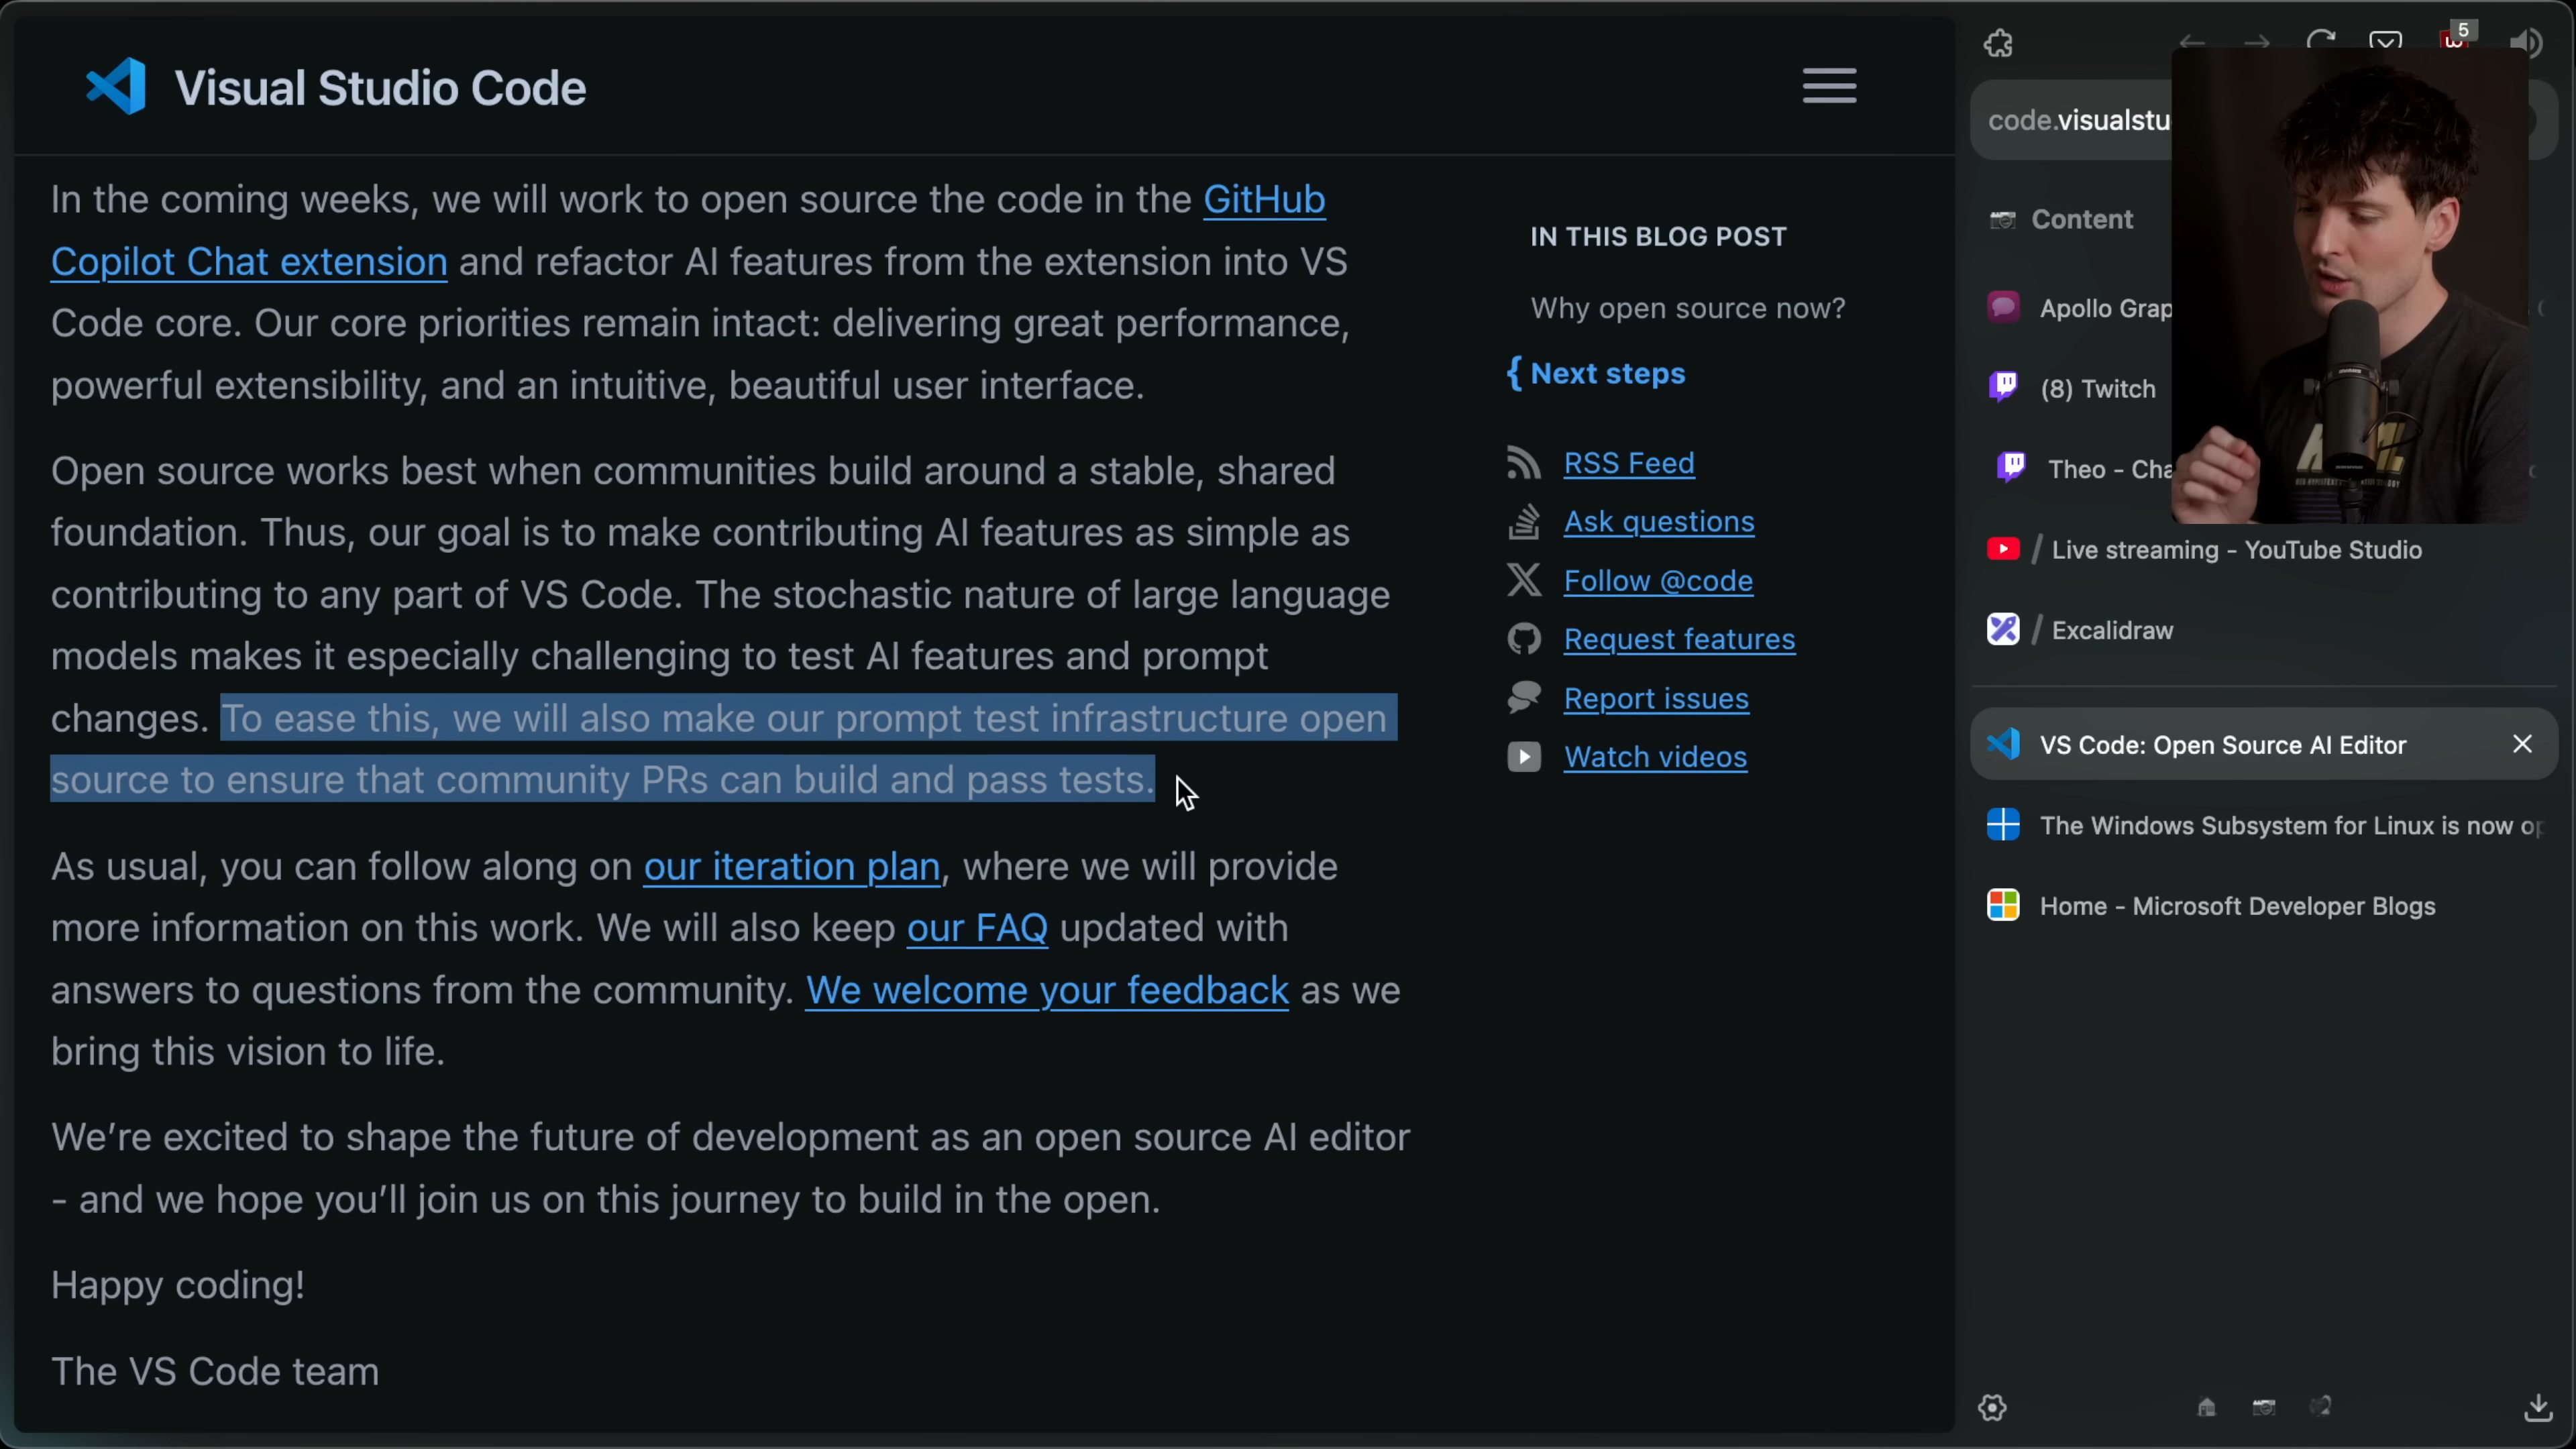 Visual Studio Code
In the coming weeks, we will work to open source the code in the GitHub
Copilot Chat extension and refactor AI features from the extension into VS
Code core. Our core priorities remain intact: delivering great performance,
powerful extensibility, and an intuitive, beautiful user interface.
Open source works best when communities build around a stable, shared
foundation. Thus, our goal is to make contributing AI features as simple as
contributing to any part of VS Code. The stochastic nature of large language
models makes it especially challenging to test AI features and prompt
changes. To ease this, we will also make our prompt test infrastructure open
source to ensure that community PRs can build and pass tests.
As usual, you can follow along on our iteration plan, where we will provide
more information on this work. We will also keep our FAQ updated with
answers to questions from the community. We welcome your feedback as we
bring this vision to life.
We’re excited to shape the future of development as an open source AI editor
- and we hope you’ll join us on this journey to build in the open.
Happy coding!
The VS Code team
IN THIS BLOG POST
Why open source now?
{ Next steps
RSS Feed
Ask questions
Follow @code
Request features
Report issues
Watch videos
5
code.visualstu
Content
Apollo Grap
(8) Twitch
Theo - Cha
/ Live streaming - YouTube Studio
/ Excalidraw
VS Code: Open Source AI Editor
The Windows Subsystem for Linux is now op
Home - Microsoft Developer Blogs